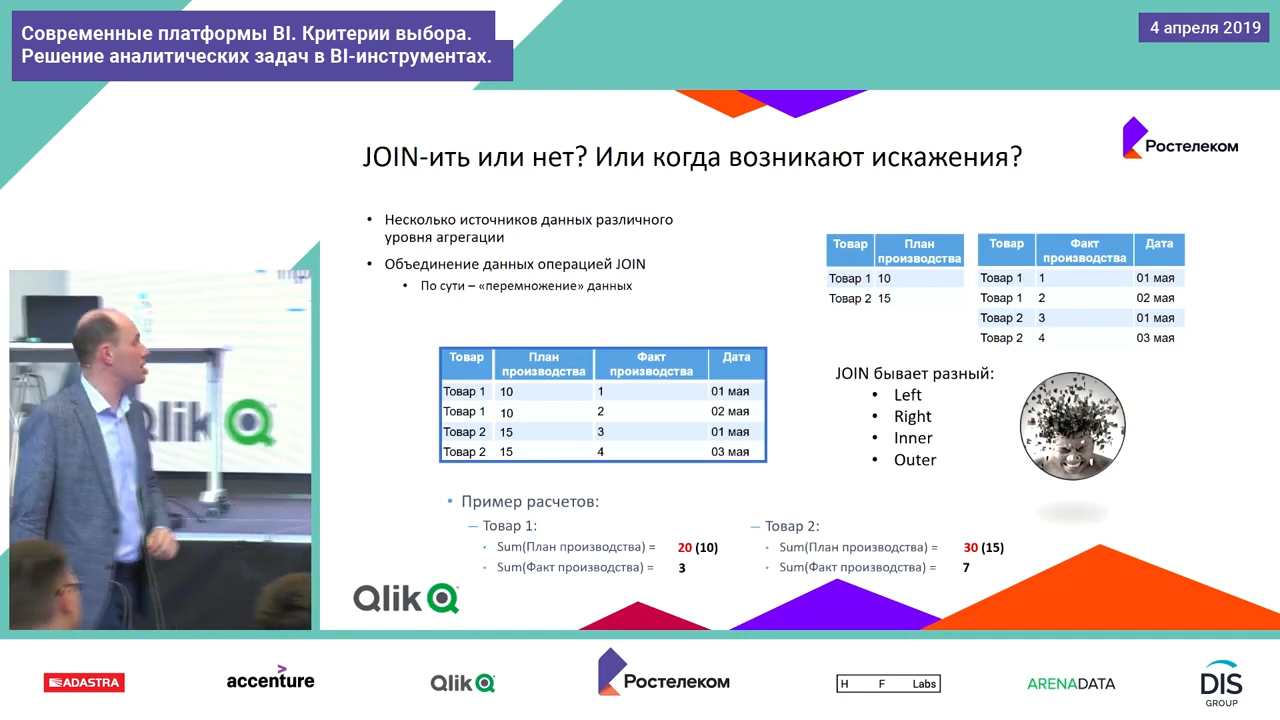 Современные платформы BI. Критерии выбора.
Решение аналитических задач в BI-инструментах.
4 апреля 2019
JOIN-ить или нет? Или когда возникают искажения?
Ростелеком
• Несколько источников данных различного
уровня агрегации
• Объединение данных операцией JOIN
• По сути – «перемножение» данных
Товар План производства
Товар 1 10
Товар 2 15
Товар Факт производства Дата
Товар 1 1 01 мая
Товар 1 2 02 мая
Товар 2 3 01 мая
Товар 2 4 03 мая
Товар План производства Факт производства Дата
Товар 1 10 1 01 мая
Товар 1 10 2 02 мая
Товар 2 15 3 01 мая
Товар 2 15 4 03 мая
JOIN бывает разный:
• Left
• Right
• Inner
• Outer
• Пример расчетов:
— Товар 1:
• Sum(План производства) = 20 (10)
• Sum(Факт производства) = 3
— Товар 2:
• Sum(План производства) = 30 (15)
• Sum(Факт производства) = 7
Qlik
Qlik
ADASTRA
accenture
Qlik
Ростелеком
H F Labs
ARENADATA
DIS
GROUP